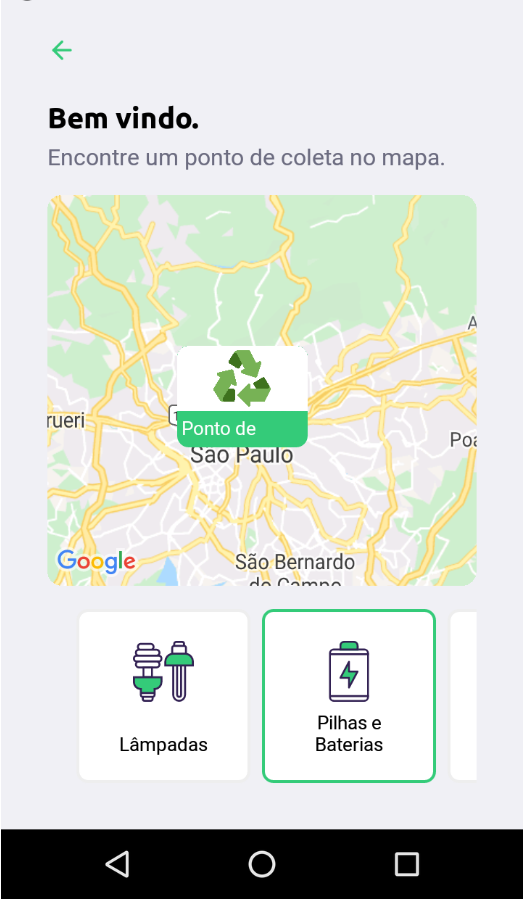 Bem vindo.
Encontre um ponto de coleta no mapa.
rueri
Ponto de
São Paulo
Google
São Bernardo
do Campo
Lâmpadas
Pilhas e
Baterias